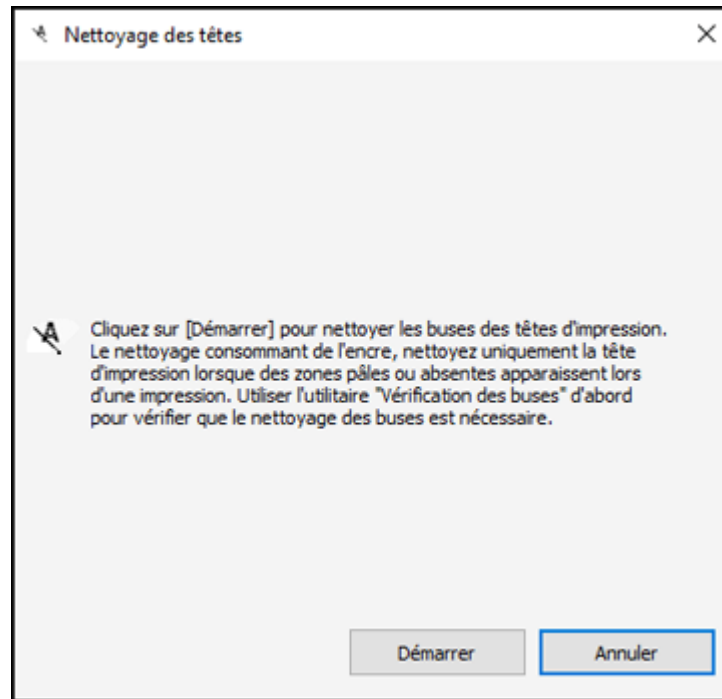 Nettoyage des têtes
Cliquez sur [Démarrer] pour nettoyer les buses des têtes d'impression.
Le nettoyage consommant de l'encre, nettoyez uniquement la tête
d'impression lorsque des zones pâles ou absentes apparaissent lors
d'une impression. Utiliser l'utilitaire "Vérification des buses" d'abord
pour vérifier que le nettoyage des buses est nécessaire.
Démarrer
Annuler